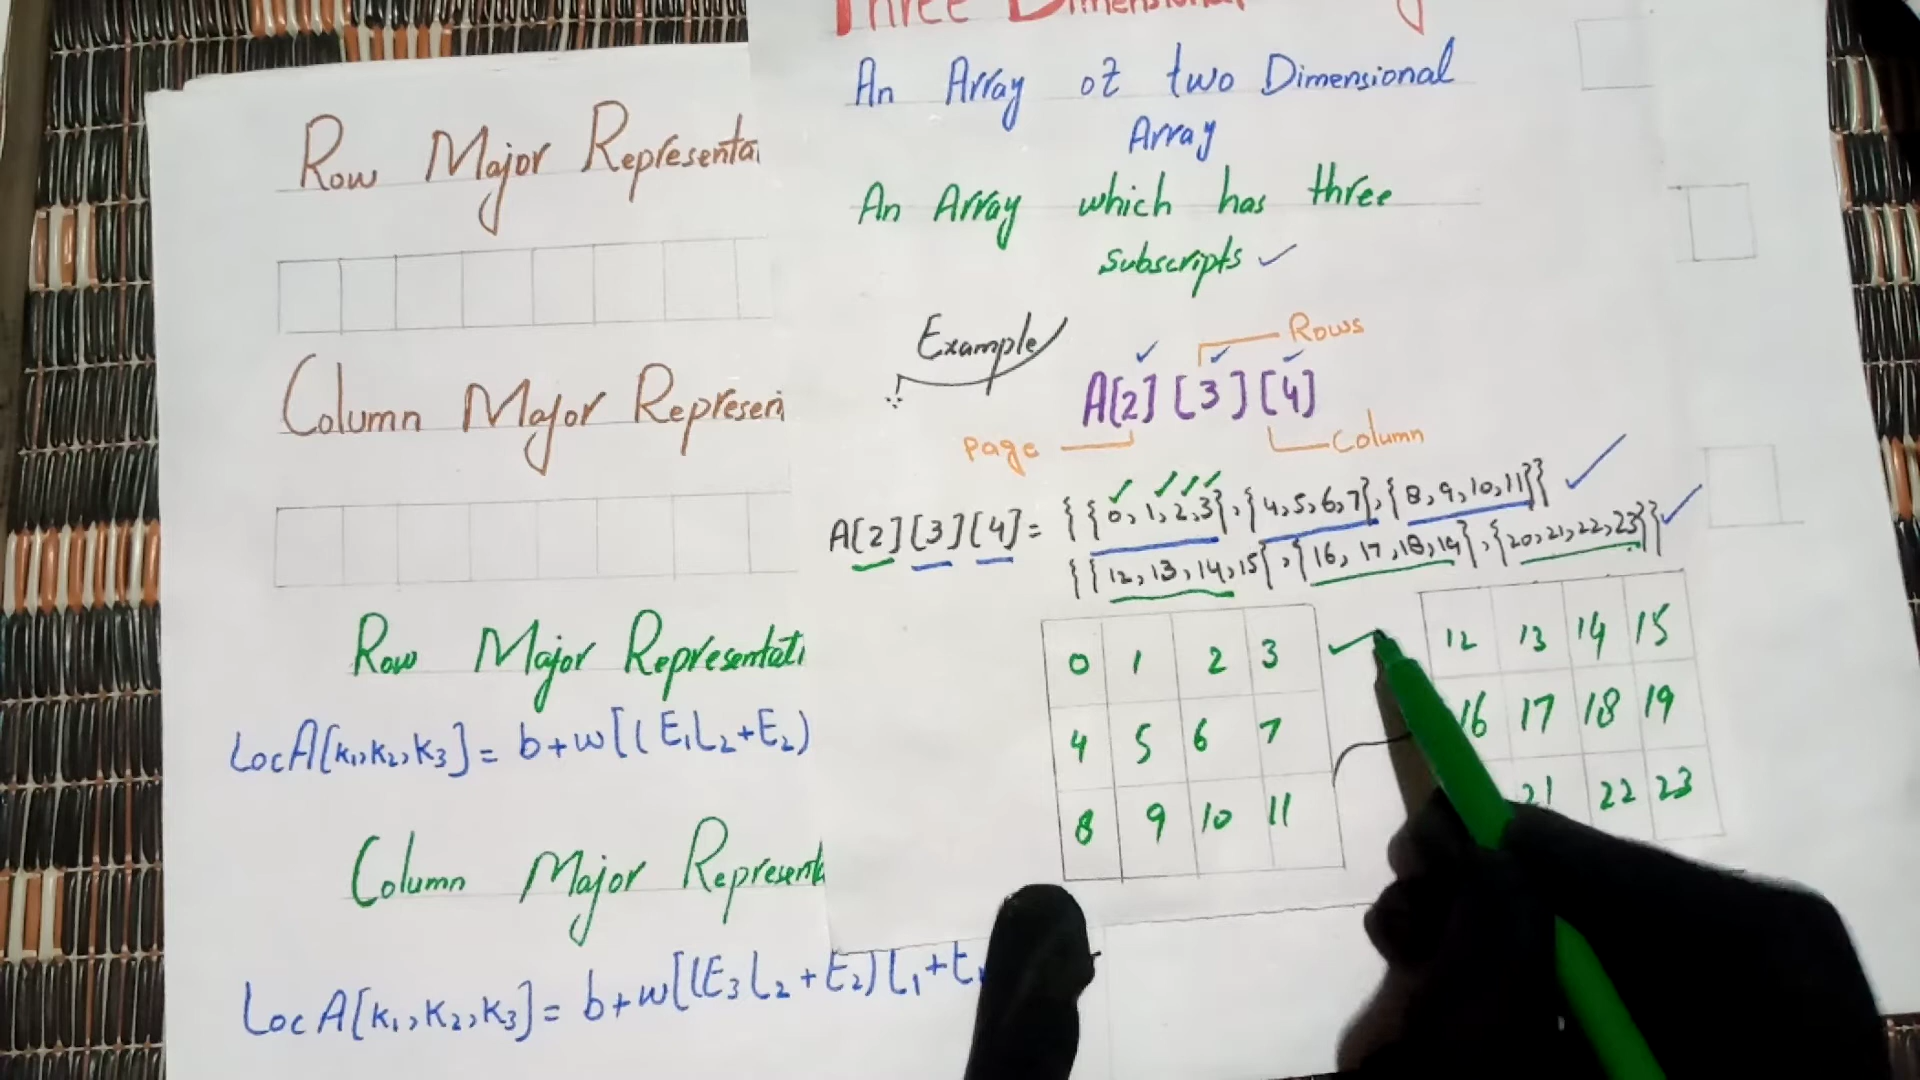 Row Major
Column Major
Row Major
LocA[K₁,K₂,K₃] = b+w[(E₁L₂+E₂)
Column Major
LocA[K₁,K₂,K₃] = b+w[(E₃L₂+E₂)L₁+
Three Dimensional
An Array of two Dimensional
Array
An Array which has three
Subscripts ✓
Example
Rows
A[2][3][4]
Page
Column
A[2][3][4]= {{0,1,2,3},{4,5,6,7},{8,9,10,11}}
{{12,13,14,15},{16,17,18,19},{20,21,22,23}}
0 1 2 3
4 5 6 7
8 9 10 11
12 13 14 15
16 17 18 19
21 22 23